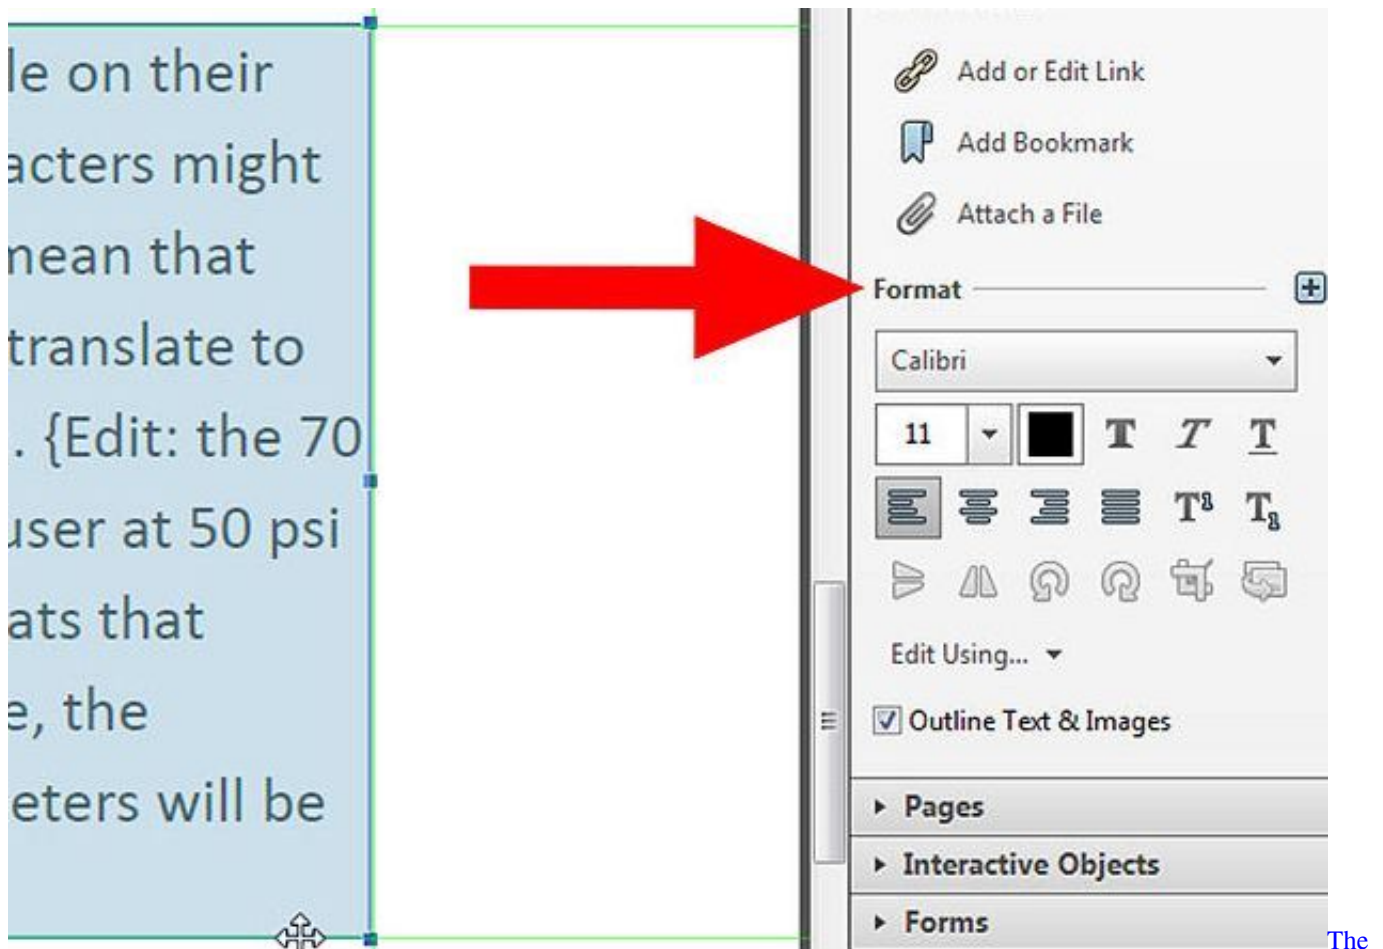 le on their
acters might
mean that
translate to
. {Edit: the 70
user at 50 psi
ats that
e, the
eters will be
Add or Edit Link
Add Bookmark
Attach a File
Format
Calibri
11
Edit Using...
Outline Text & Images
Pages
Interactive Objects
Forms
The